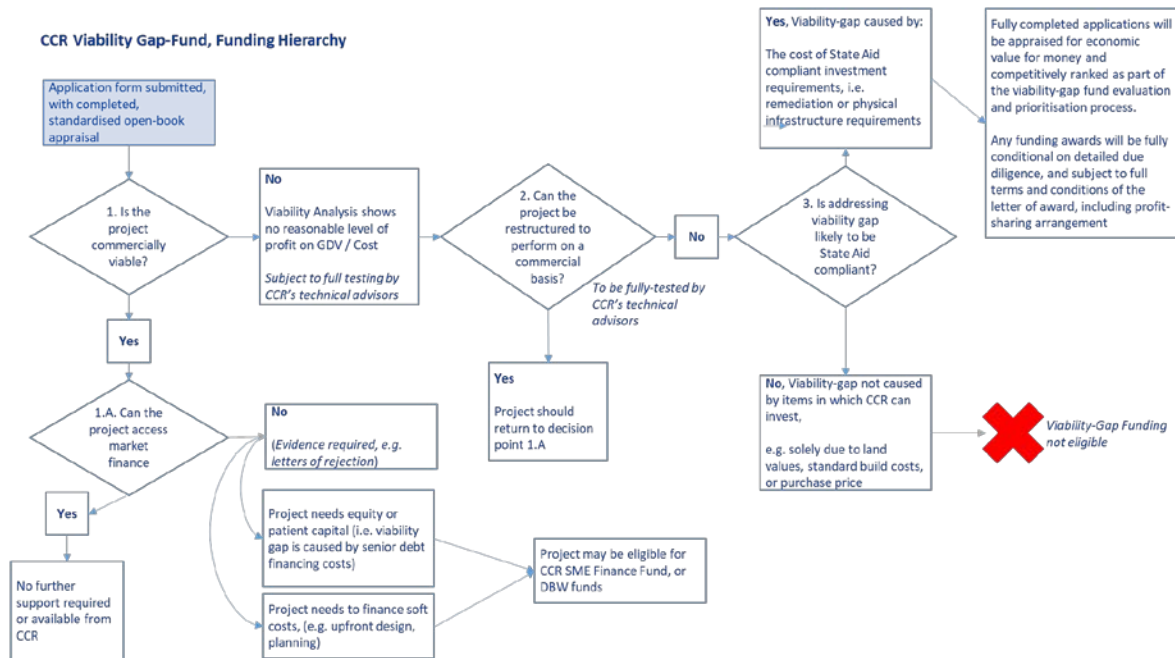 CCR Viability Gap-Fund, Funding Hierarchy
Application form submitted,
with completed,
standardised open-book
appraisal
1. Is the
project
commercially
viable?
No
Viability Analysis shows
no reasonable level of
profit on GDV / Cost
Subject to full testing by
CCR's technical advisors
2. Can the
project be
restructured to
perform on a
commercial
basis?
To be fully-tested by
CCR's technical
advisors
No
3. Is addressing
viability gap
likely to be
State Aid
compliant?
Yes, Viability-gap caused by:
The cost of State Aid
compliant investment
requirements, i.e.
remediation or physical
infrastructure requirements
Fully completed applications will
be appraised for economic
value for money and
competitively ranked as part of
the viability-gap fund evaluation
and prioritisation process.
Any funding awards will be fully
conditional on detailed due
diligence, and subject to full
terms and conditions of the
letter of award, including profit-
sharing arrangement
Yes
1.A. Can the
project access
market
finance
No
(Evidence required, e.g.
letters of rejection)
Yes
Project should
return to decision
point 1.A
No, Viability-gap not caused
by items in which CCR can
invest,
e.g. solely due to land
values, standard build costs,
or purchase price
Viability-Gap Funding
not eligible
Yes
No further
support required
or available from
CCR
Project needs equity or
patient capital (i.e. viability
gap is caused by senior debt
financing costs)
Project needs to finance soft
costs, (e.g. upfront design,
planning)
Project may be eligible for
CCR SME Finance Fund, or
DBW funds